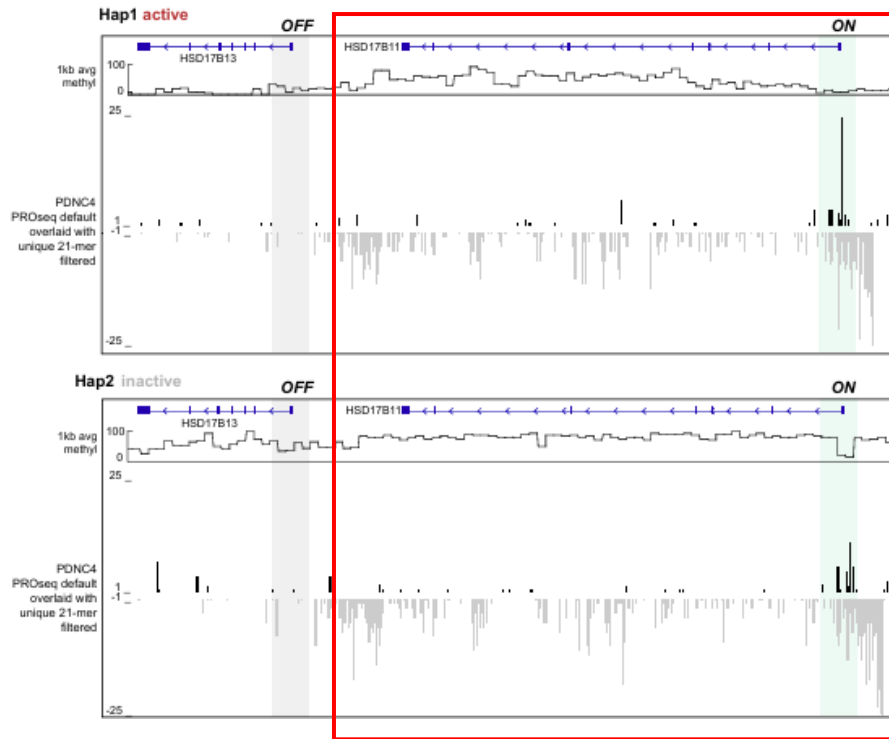 Hap1 active
OFF
ON
HSD17B13
HSD17B11
1kb avg
methyl
100
0
25
PDNC4
PROseq default
overlaid with
unique 21-mer
filtered
1
-1
-25
Hap2 inactive
OFF
ON
HSD17B13
HSD17B11
1kb avg
methyl
100
0
25
PDNC4
PROseq default
overlaid with
unique 21-mer
filtered
1
-1
-25